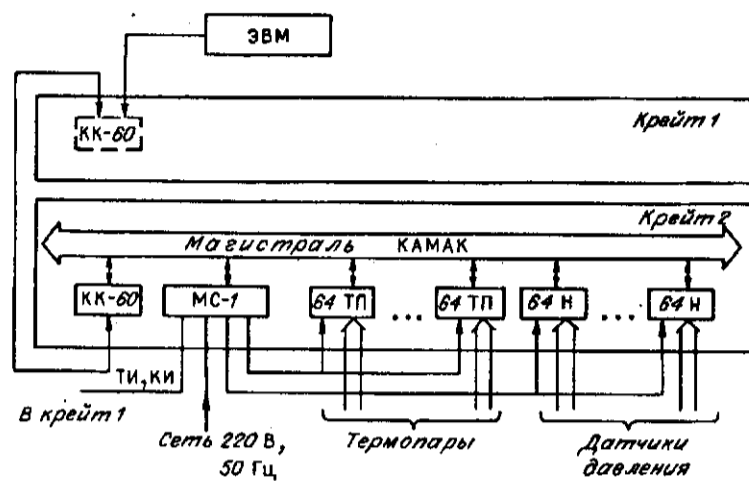 ЭВМ
КК-60
Крейт 1
Крейт 2
Магистраль КАМАК
КК-60 МС-1 64 ТП ... 64 ТП 64 Н ... 64 Н
ТИ, КИ
В крейт 1
Сеть 220 В, Термопары Датчики
50 Гц давления